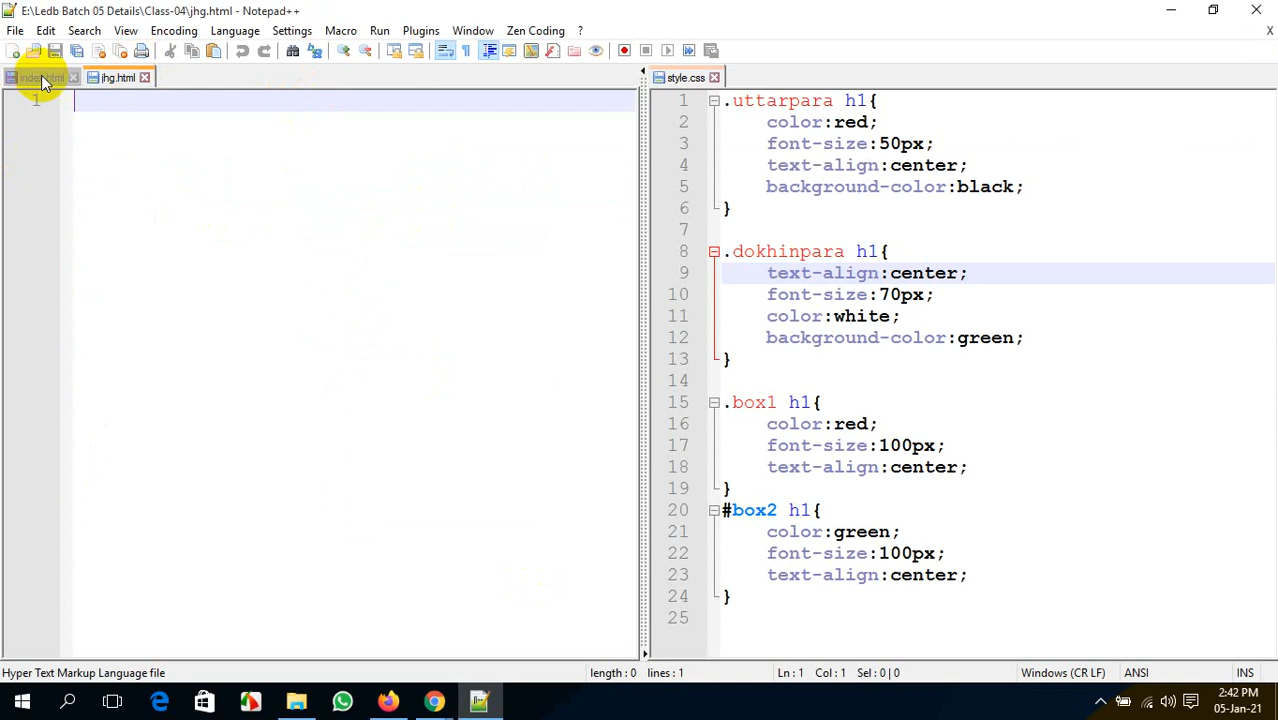 E:\Ledb Batch 05 Details\Class-04\jhg.html - Notepad++
File Edit Search View Encoding Language Settings Macro Run Plugins Window Zen Coding ? X
index.html jhg.html style.css
1
1 .uttarpara h1{
2 color:red;
3 font-size:50px;
4 text-align:center;
5 background-color:black;
6 }
7
8 .dokhinpara h1{
9 text-align:center;
10 font-size:70px;
11 color:white;
12 background-color:green;
13 }
14
15 .box1 h1{
16 color:red;
17 font-size:100px;
18 text-align:center;
19 }
20 #box2 h1{
21 color:green;
22 font-size:100px;
23 text-align:center;
24 }
25
Hyper Text Markup Language file length : 0 lines : 1 Ln : 1 Col : 1 Sel : 0 | 0 Windows (CR LF) ANSI INS
2:42 PM
05-Jan-21